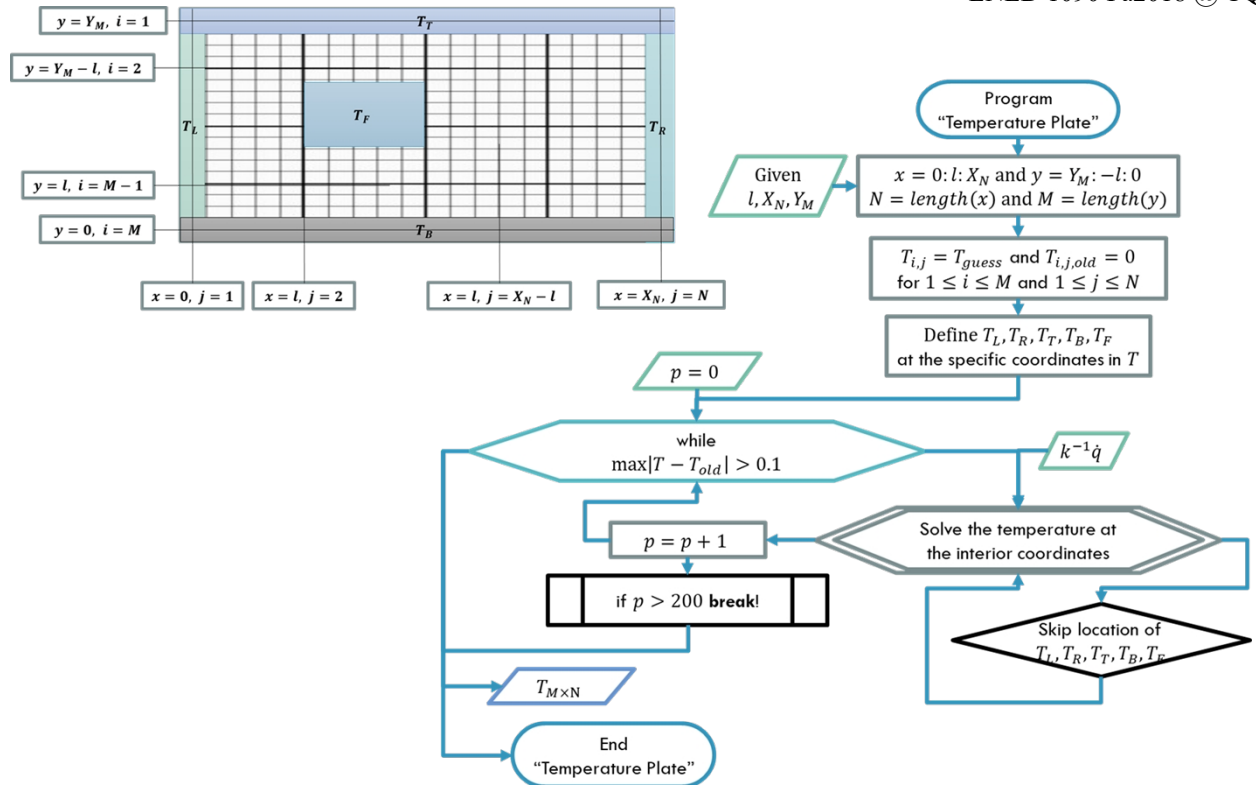 y = Y_M, i = 1
T_T
y = Y_M − l, i = 2
T_F
T_L
T_R
y = l, i = M − 1
y = 0, i = M
T_B
x = 0, j = 1
x = l, j = 2
x = l, j = X_N − l
x = X_N, j = N
Program
“Temperature Plate”
Given
l, X_N, Y_M
x = 0: l: X_N and y = Y_M: −l: 0
N = length(x) and M = length(y)
T_{i,j} = T_{guess} and T_{i,j,old} = 0
for 1 ≤ i ≤ M and 1 ≤ j ≤ N
Define T_L, T_R, T_T, T_B, T_F
at the specific coordinates in T
p = 0
while
max|T − T_{old}| > 0.1
k^{−1}q̇
Solve the temperature at
the interior coordinates
p = p + 1
if p > 200 break!
Skip location of
T_L, T_R, T_T, T_B, T_F
T_{M×N}
End
“Temperature Plate”